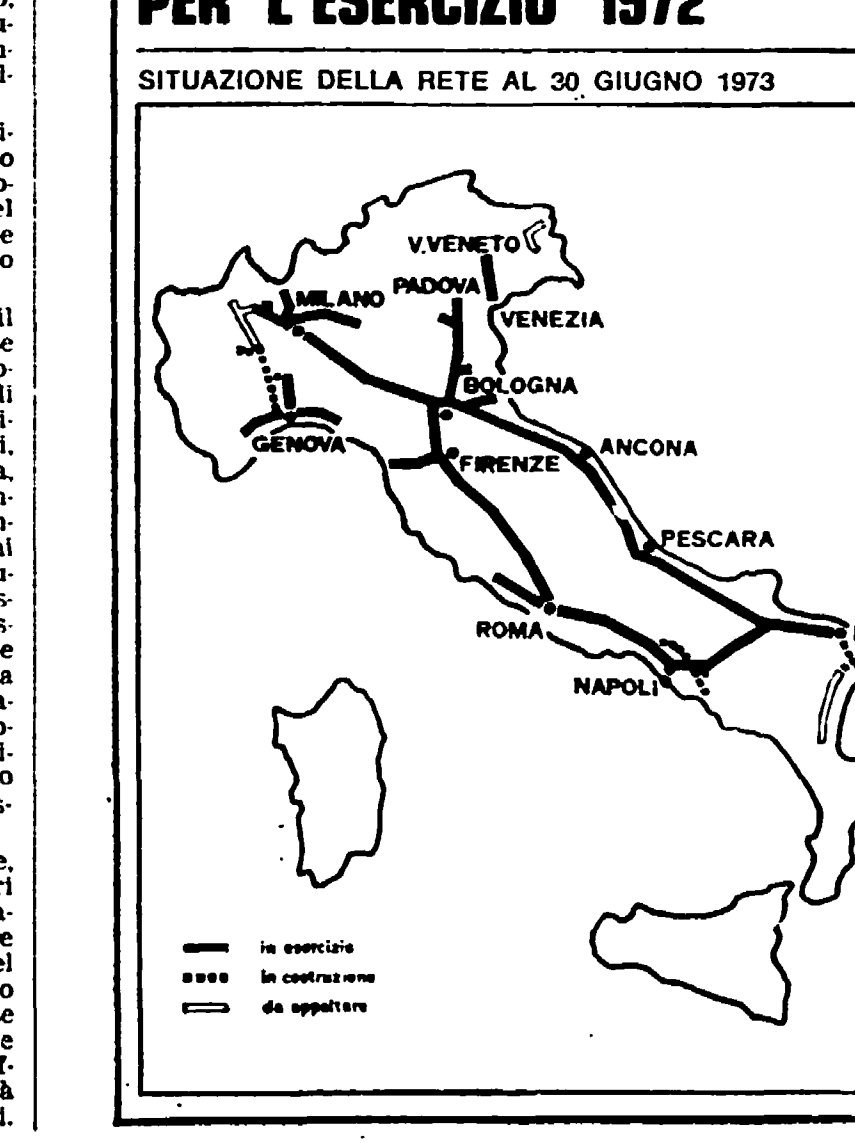 PER L'ESERCIZIO 1972
SITUAZIONE DELLA RETE AL 30 GIUGNO 1973
V.VENETO
PADOVA
MILANO
VENEZIA
BOLOGNA
GENOVA
FIRENZE
ANCONA
PESCARA
ROMA
NAPOLI
in esercizio
in costruzione
da appaltare